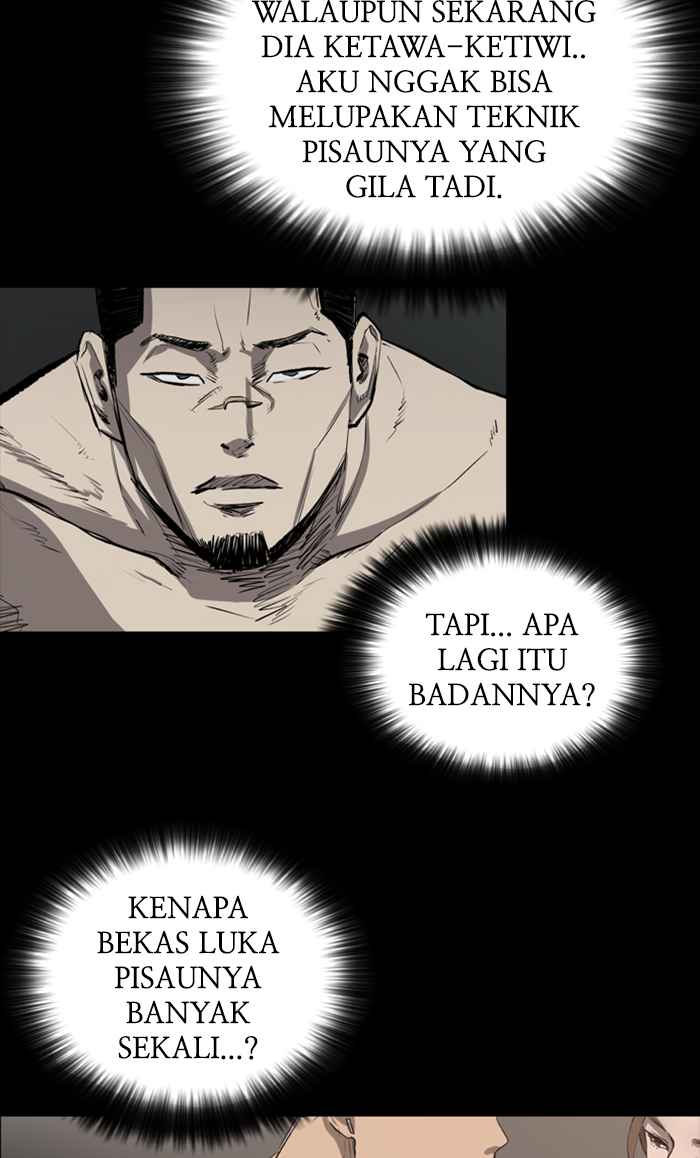 WALAUPUN SEKARANG
DIA KETAWA-KETIWI..
AKU NGGAK BISA
MELUPAKAN TEKNIK
PISAUNYA YANG
GILA TADI.
TAPI... APA
LAGI ITU
BADANNYA?
KENAPA
BEKAS LUKA
PISAUNYA
BANYAK
SEKALI...?